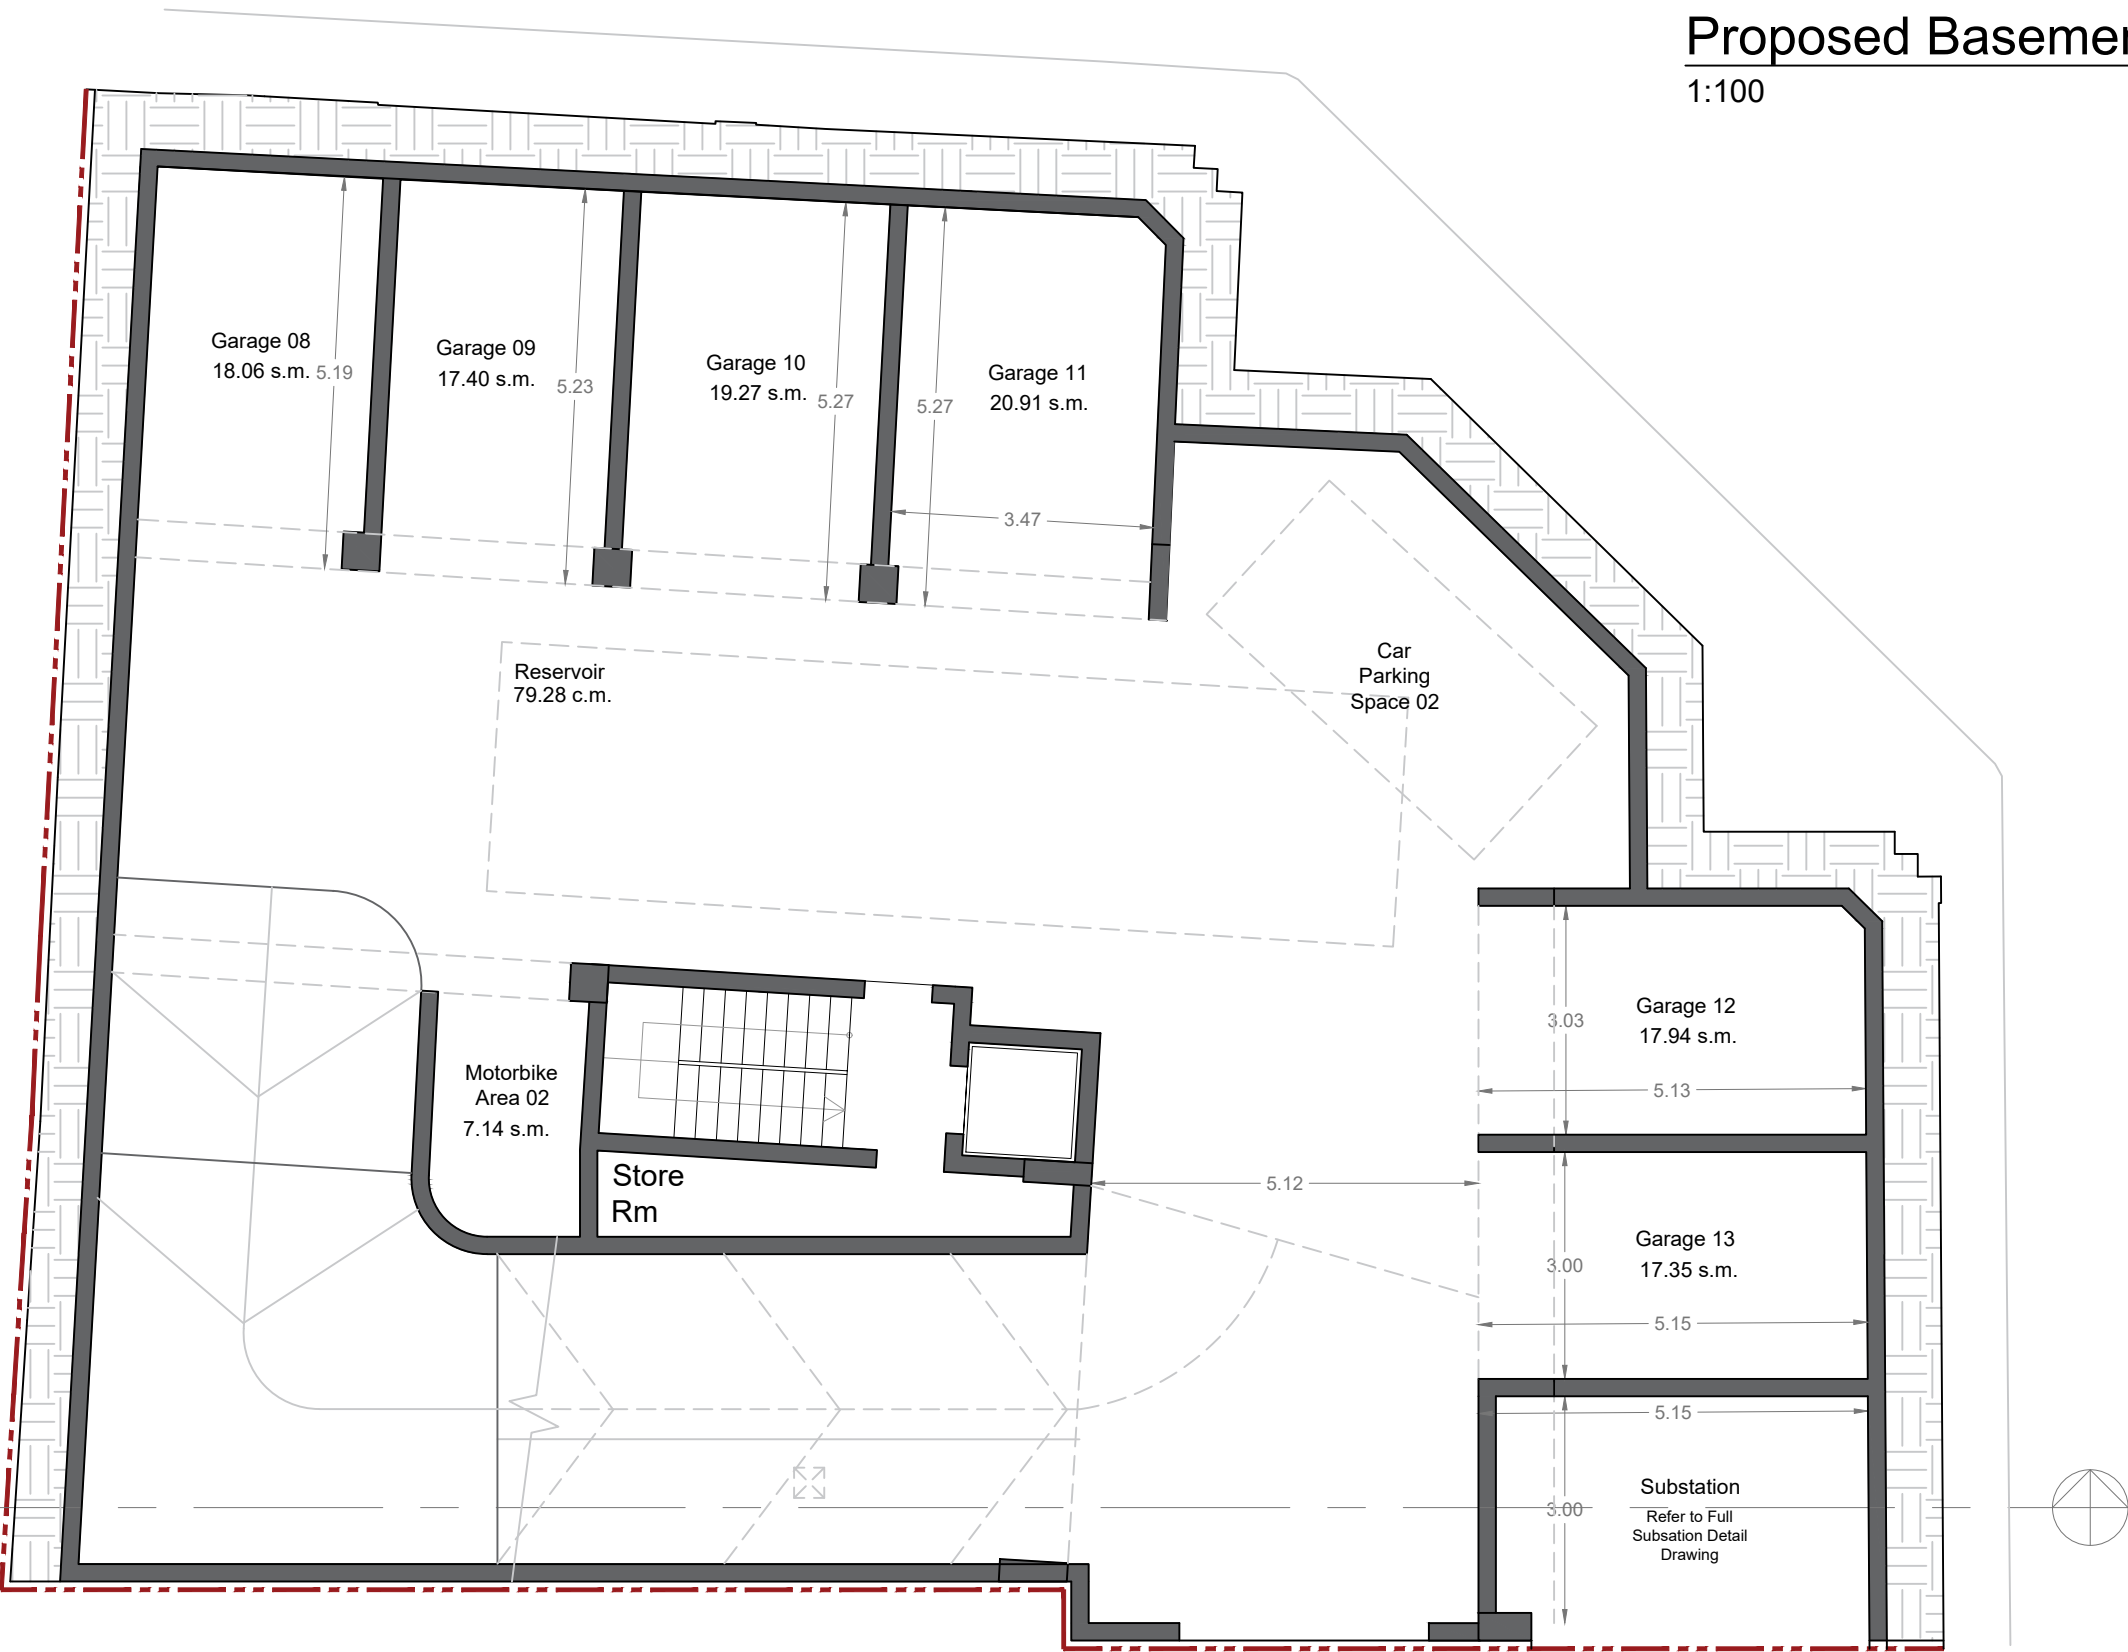 Proposed Basemen
1:100
Garage 08
18.06 s.m.
5.19
Garage 09
17.40 s.m.
5.23
Garage 10
19.27 s.m.
5.27
5.27
Garage 11
20.91 s.m.
3.47
Reservoir
79.28 c.m.
Car
Parking
Space 02
Garage 12
17.94 s.m.
3.03
5.13
Motorbike
Area 02
7.14 s.m.
Store
Rm
5.12
Garage 13
17.35 s.m.
3.00
5.15
5.15
Substation
Refer to Full
Subsation Detail
Drawing
3.00